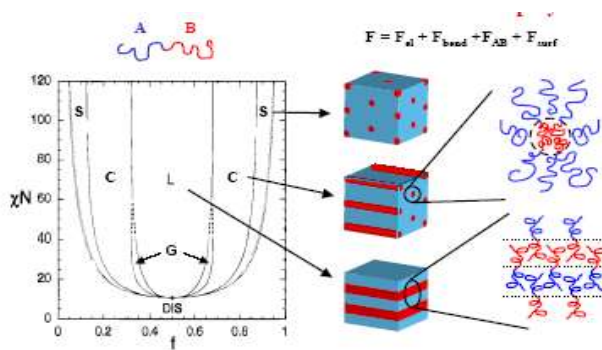 A B
F = F_el + F_bend + F_AB + F_surf
120
100
80
60
40
20
0
χN
S
S
C
L
C
G
DIS
0 0.2 0.4 0.6 0.8 1
f